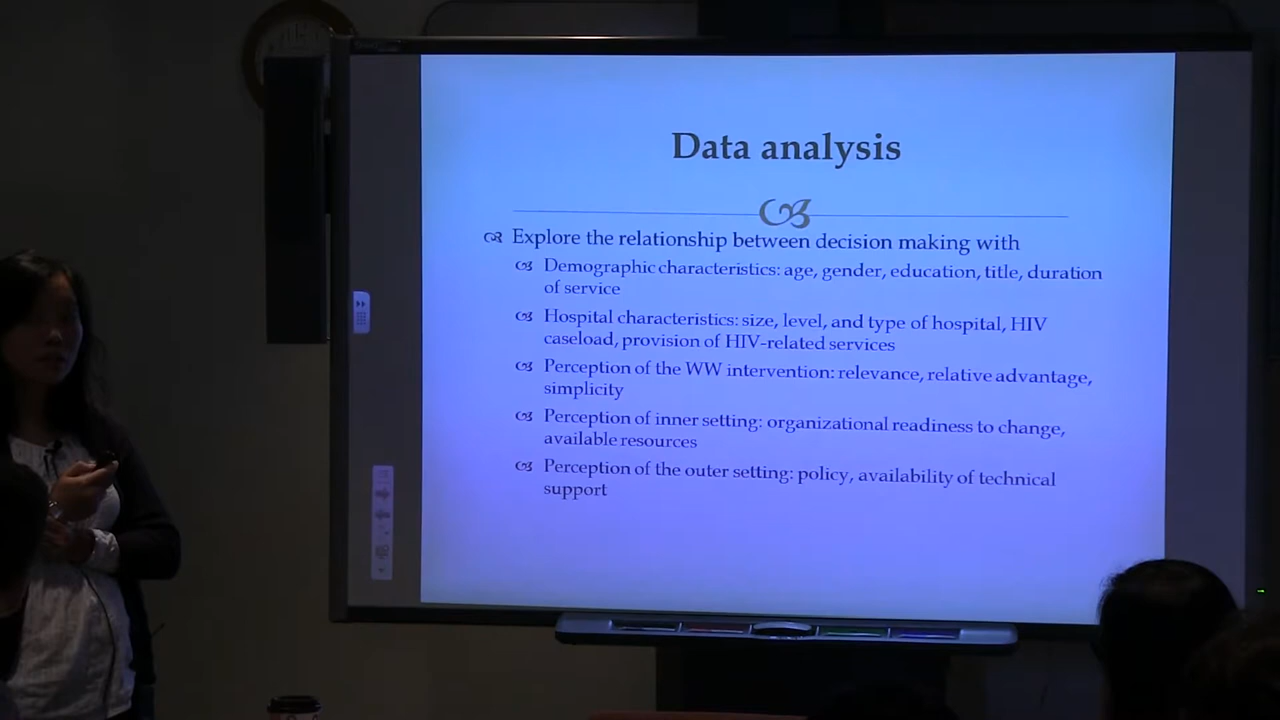 Data analysis
Explore the relationship between decision making with
Demographic characteristics: age, gender, education, title, duration
of service
Hospital characteristics: size, level, and type of hospital, HIV
caseload, provision of HIV-related services
Perception of the WW intervention: relevance, relative advantage,
simplicity
Perception of inner setting: organizational readiness to change,
available resources
Perception of the outer setting: policy, availability of technical
support